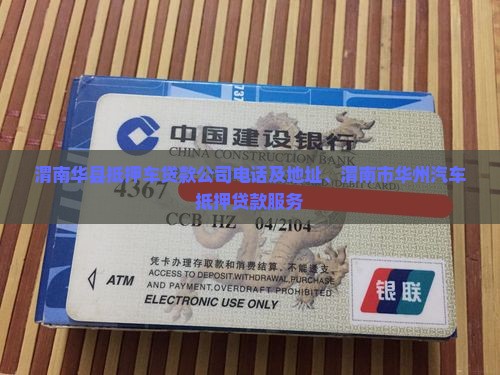 737
中国建设银行
CHINA CONSTRUCTION BANK
渭南华县抵押车贷款公司电话及地址、渭南市华州汽车
抵押贷款服务
4367
CCB HZ 04/2104
凭卡办理存取款和消费结算，不能透支。
ACCESS TO DEPOSIT.WITHDRAWAL.PURCHASE
AND PAYMENT.OVERDRAFT PROHIBITED.
ATM
ELECTRONIC USE ONLY
银联